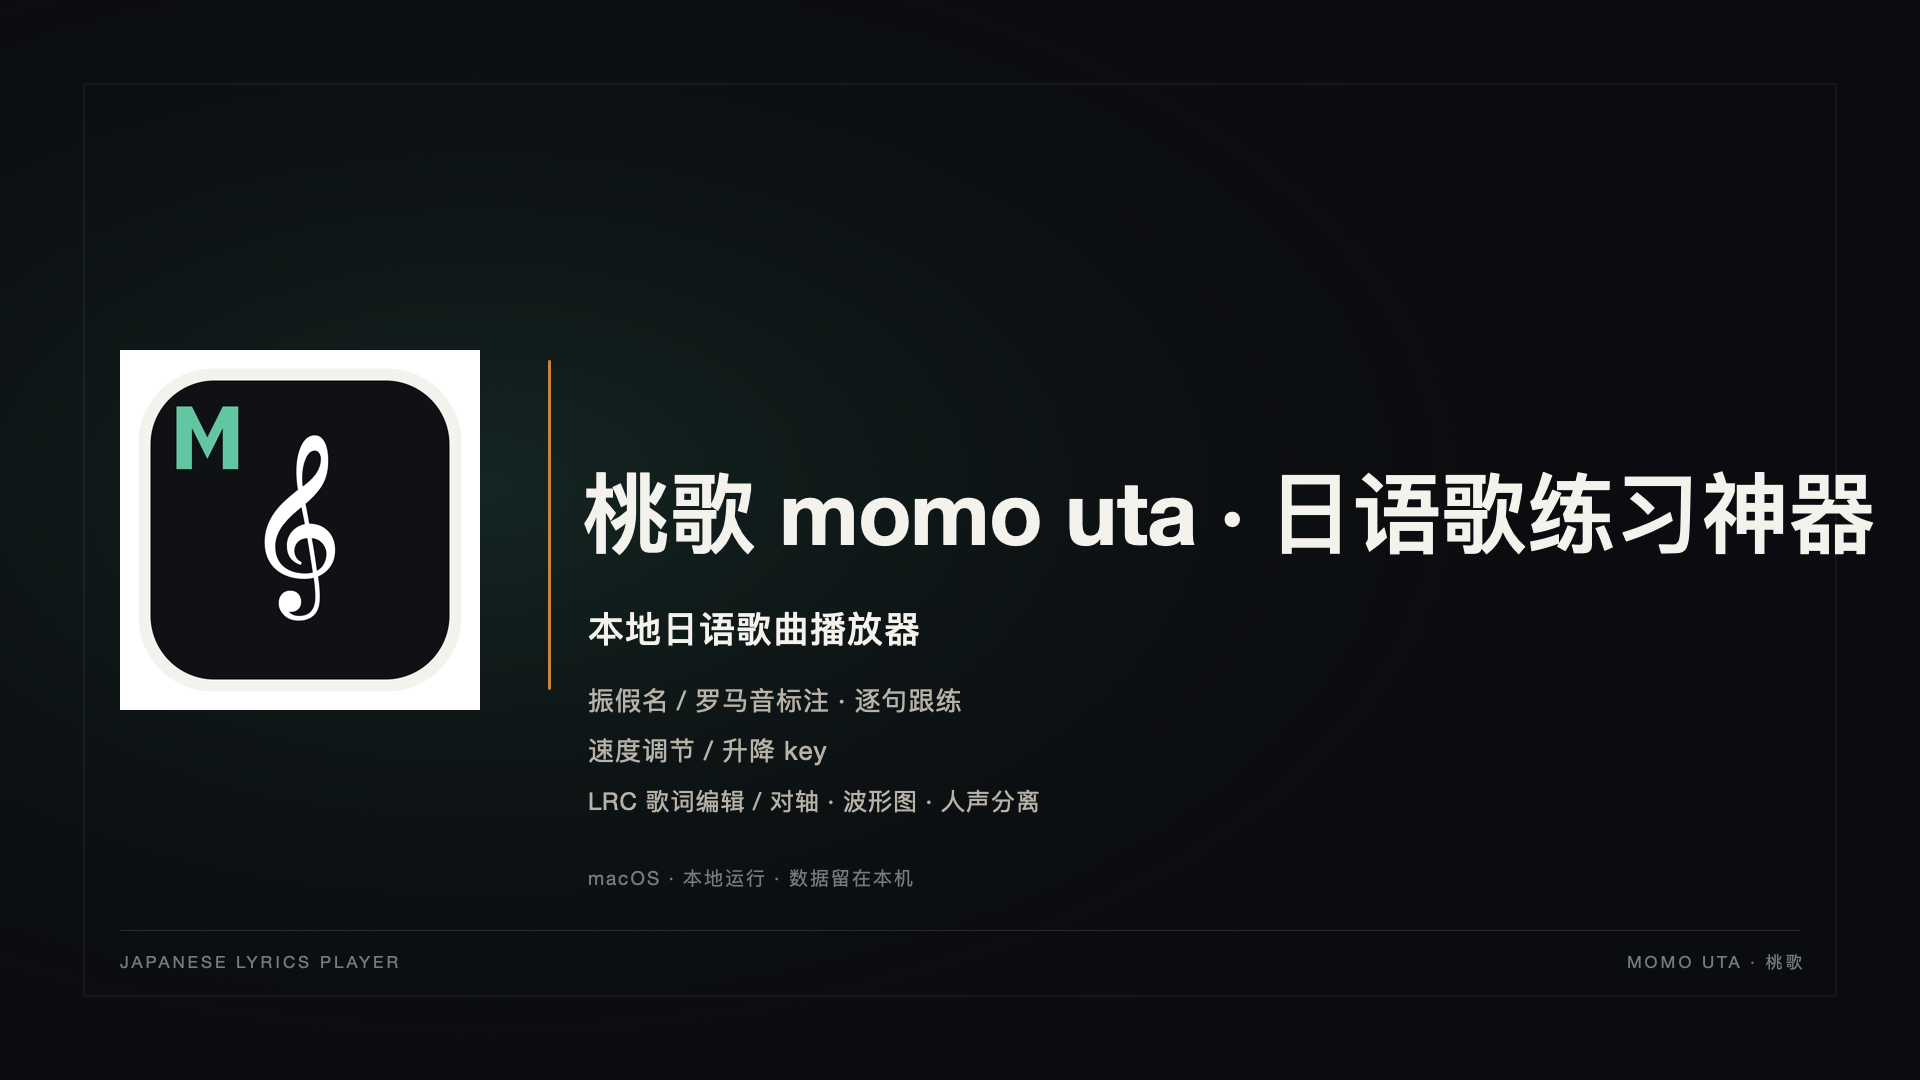 M
桃歌 momo uta · 日语歌练习神器
本地日语歌曲播放器
振假名 / 罗马音标注 · 逐句跟练
速度调节 / 升降 key
LRC 歌词编辑 / 对轴 · 波形图 · 人声分离
macOS · 本地运行 · 数据留在本机
JAPANESE LYRICS PLAYER
MOMO UTA · 桃歌